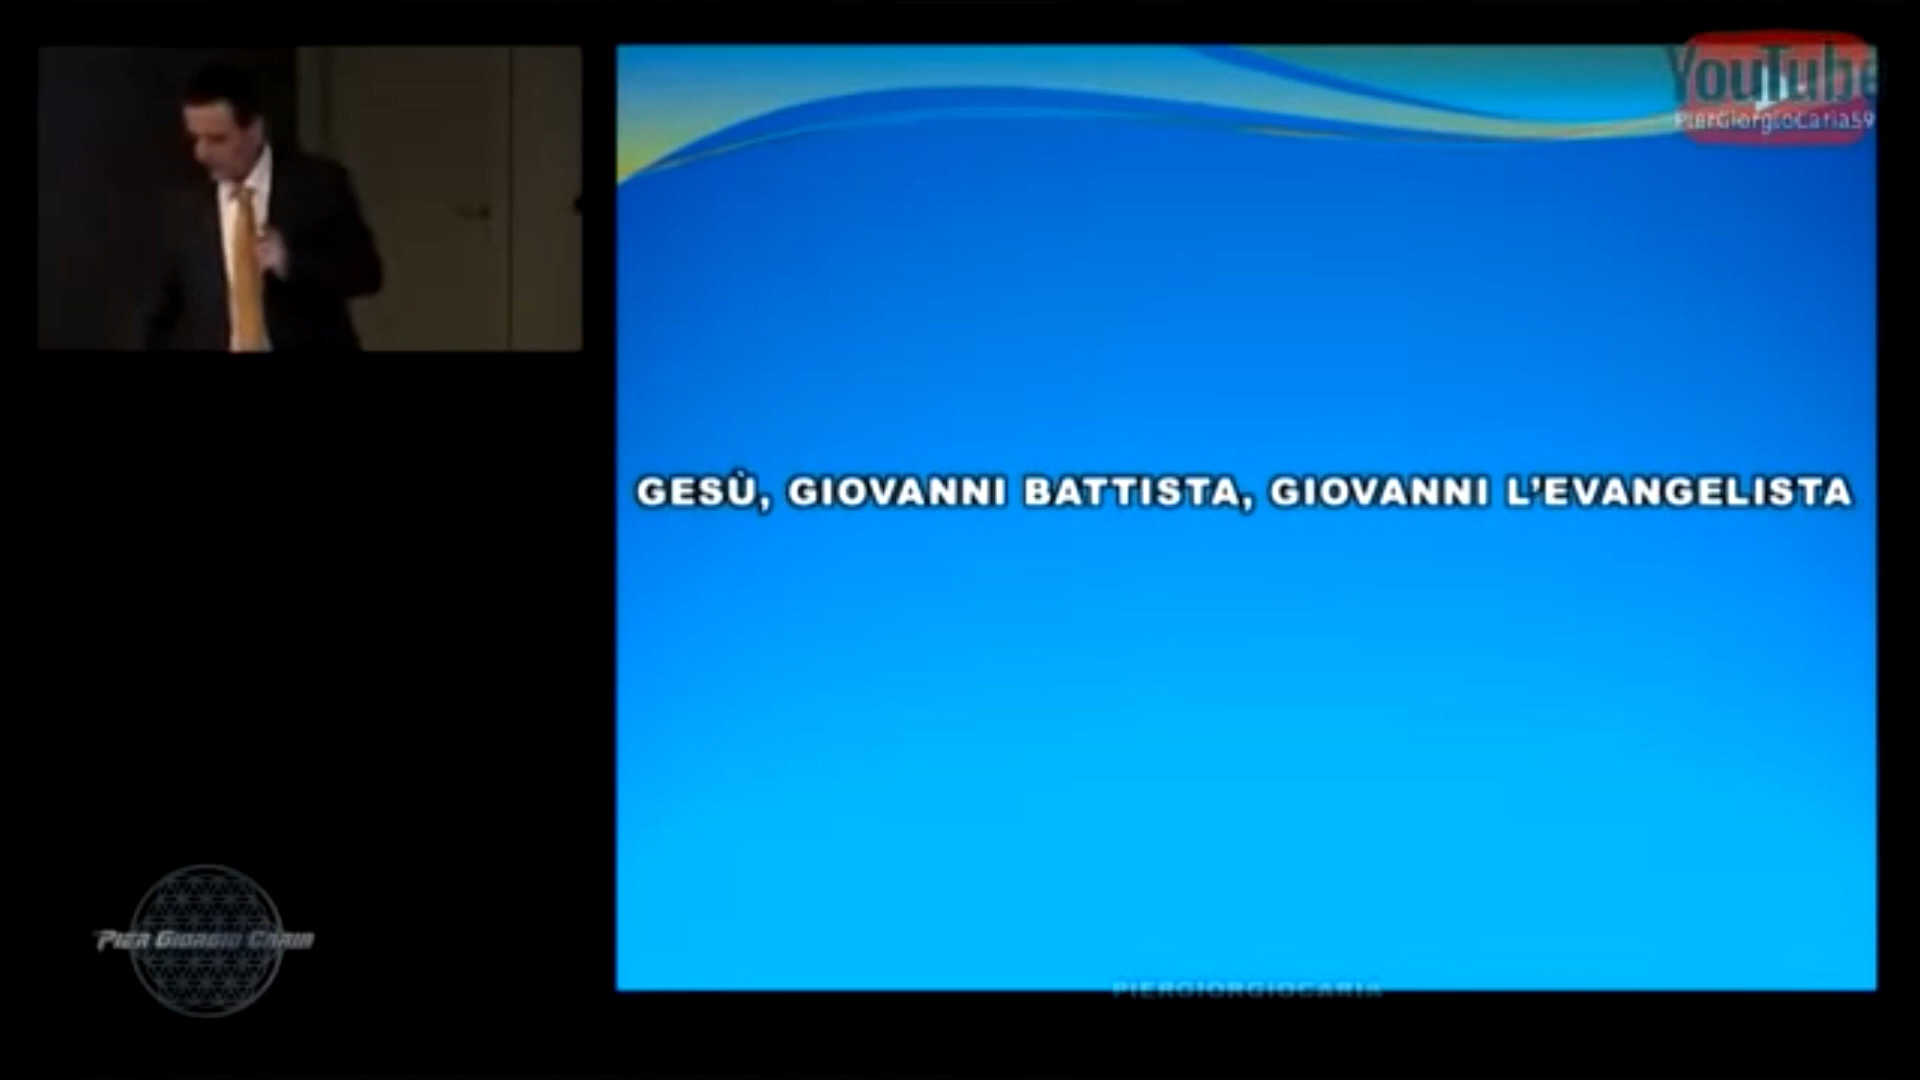 YouTube
PierGiorgioCaria59
GESÙ, GIOVANNI BATTISTA, GIOVANNI L'EVANGELISTA
PIER GIORGIO CARIA
PIERGIORGIOCARIA